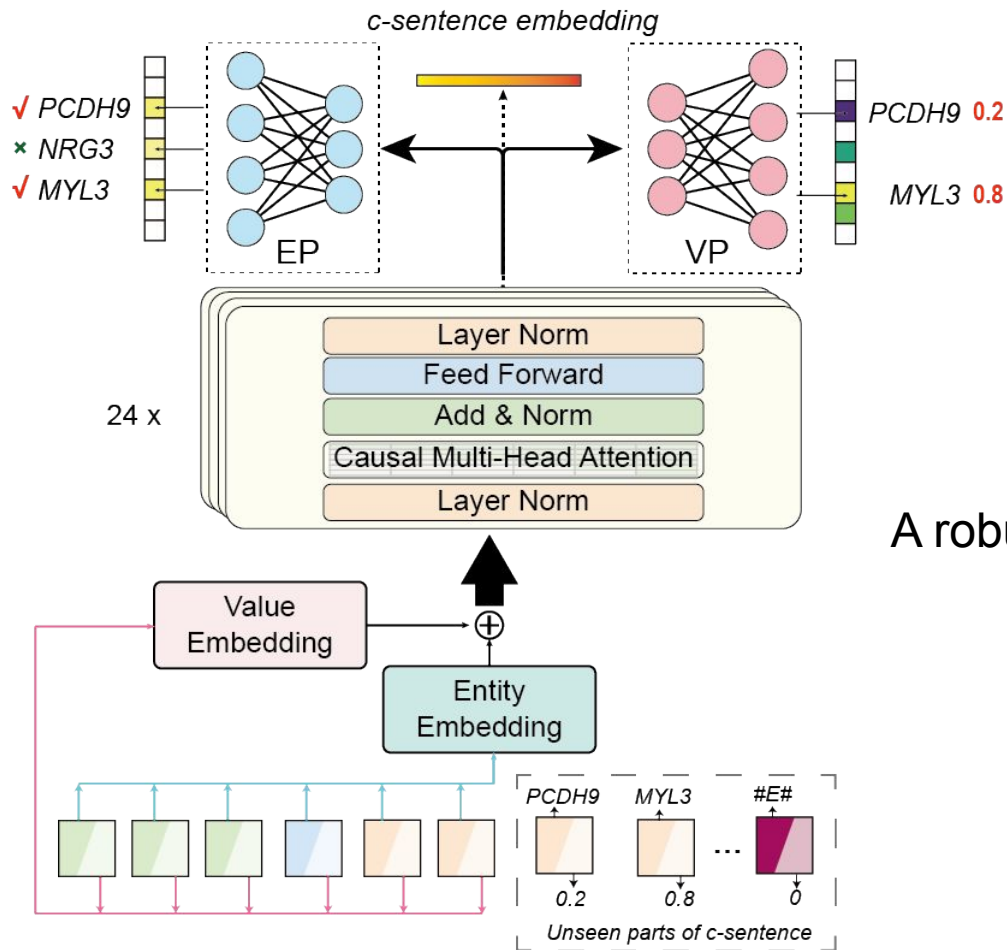 c-sentence embedding
√ PCDH9
× NRG3
√ MYL3
EP
VP
PCDH9 0.2
MYL3 0.8
24 x
Layer Norm
Feed Forward
Add & Norm
Causal Multi-Head Attention
Layer Norm
A robu
Value
Embedding
+
Entity
Embedding
PCDH9 MYL3 #E#
...
0.2 0.8 0
Unseen parts of c-sentence